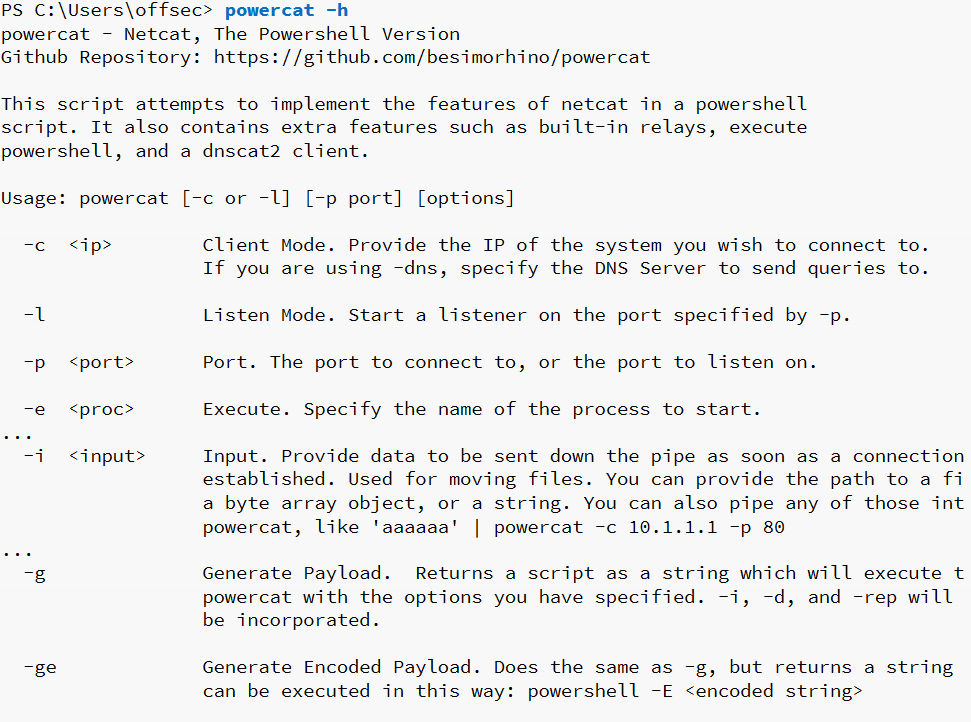 PS C:\Users\offsec> powercat -h
powercat - Netcat, The Powershell Version
Github Repository: https://github.com/besimorhino/powercat
This script attempts to implement the features of netcat in a powershell
script. It also contains extra features such as built-in relays, execute
powershell, and a dnscat2 client.
Usage: powercat [-c or -l] [-p port] [options]
-c <ip> Client Mode. Provide the IP of the system you wish to connect to.
If you are using -dns, specify the DNS Server to send queries to.
-l Listen Mode. Start a listener on the port specified by -p.
-p <port> Port. The port to connect to, or the port to listen on.
-e <proc> Execute. Specify the name of the process to start.
...
-i <input> Input. Provide data to be sent down the pipe as soon as a connection
established. Used for moving files. You can provide the path to a fi
a byte array object, or a string. You can also pipe any of those int
powercat, like 'aaaaaa' | powercat -c 10.1.1.1 -p 80
...
-g Generate Payload. Returns a script as a string which will execute t
powercat with the options you have specified. -i, -d, and -rep will
be incorporated.
-ge Generate Encoded Payload. Does the same as -g, but returns a string
can be executed in this way: powershell -E <encoded string>